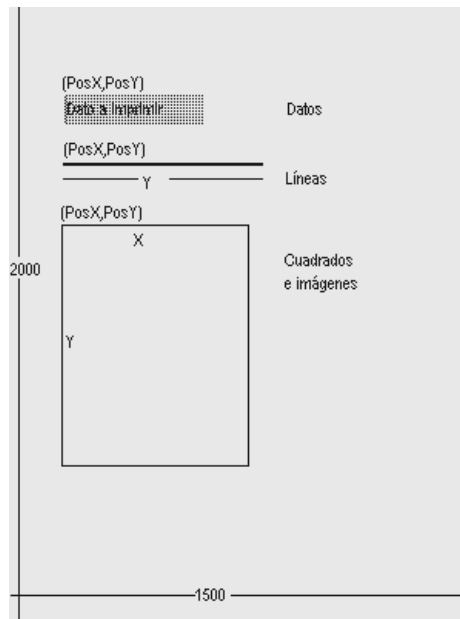 (PosX,PosY)
Dato a Imprimir
Datos
(PosX,PosY)
Y
Líneas
(PosX,PosY)
X
Cuadrados
e imágenes
2000
Y
1500